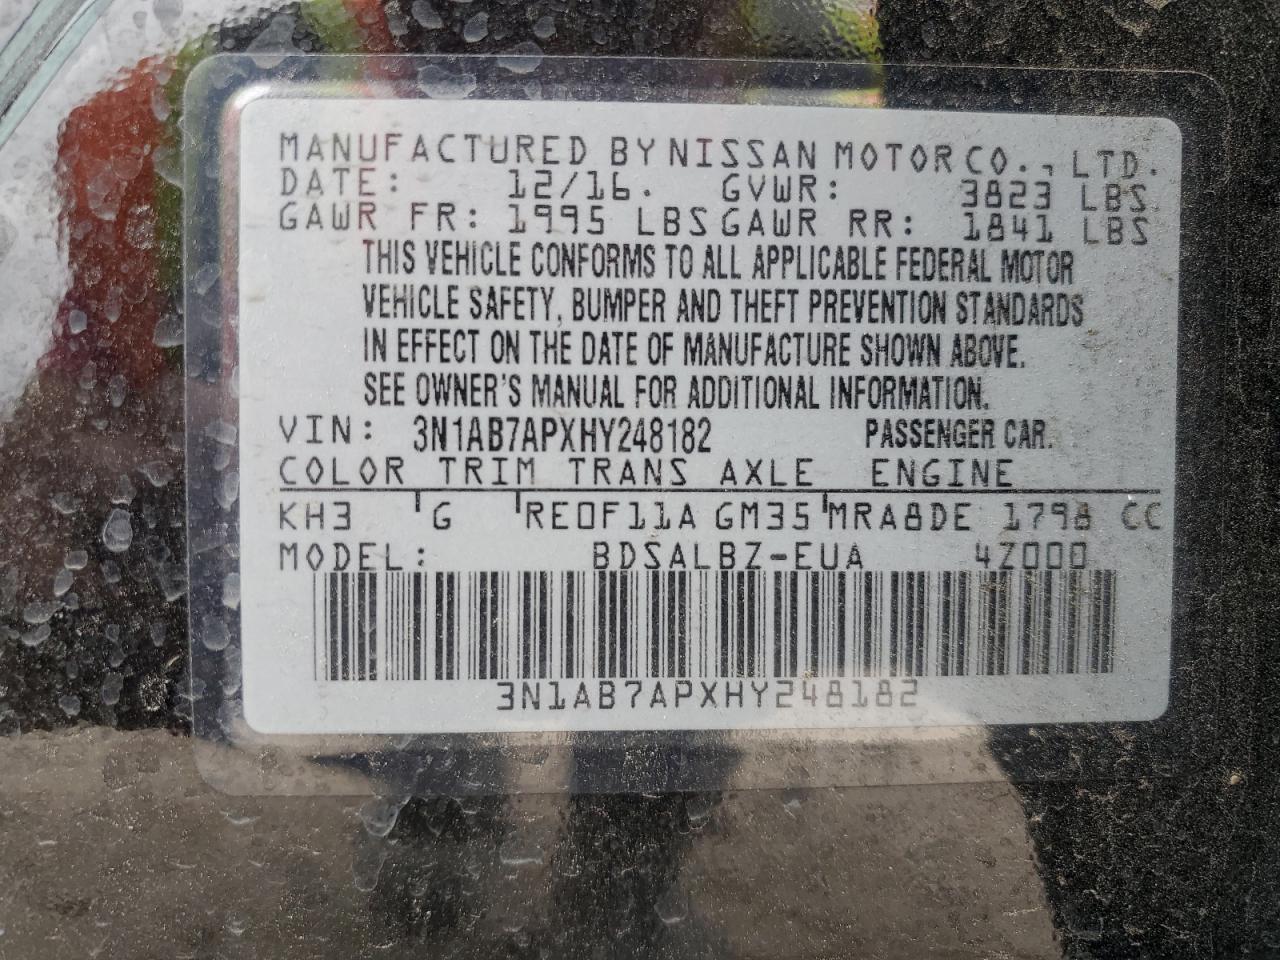 MANUFACTURED BY NISSAN MOTOR CO., LTD.
DATE: 12/16. GVWR: 3823 LBS
GAWR FR: 1995 LBS GAWR RR: 1841 LBS
THIS VEHICLE CONFORMS TO ALL APPLICABLE FEDERAL MOTOR
VEHICLE SAFETY, BUMPER AND THEFT PREVENTION STANDARDS
IN EFFECT ON THE DATE OF MANUFACTURE SHOWN ABOVE.
SEE OWNER'S MANUAL FOR ADDITIONAL INFORMATION.
VIN: 3N1AB7APXHY248182 PASSENGER CAR.
COLOR TRIM TRANS AXLE ENGINE
KH3 G RE0F11A GM35 MRA8DE 1798 CC
MODEL: BDSALBZ-EUA 4Z000
3N1AB7APXHY248182